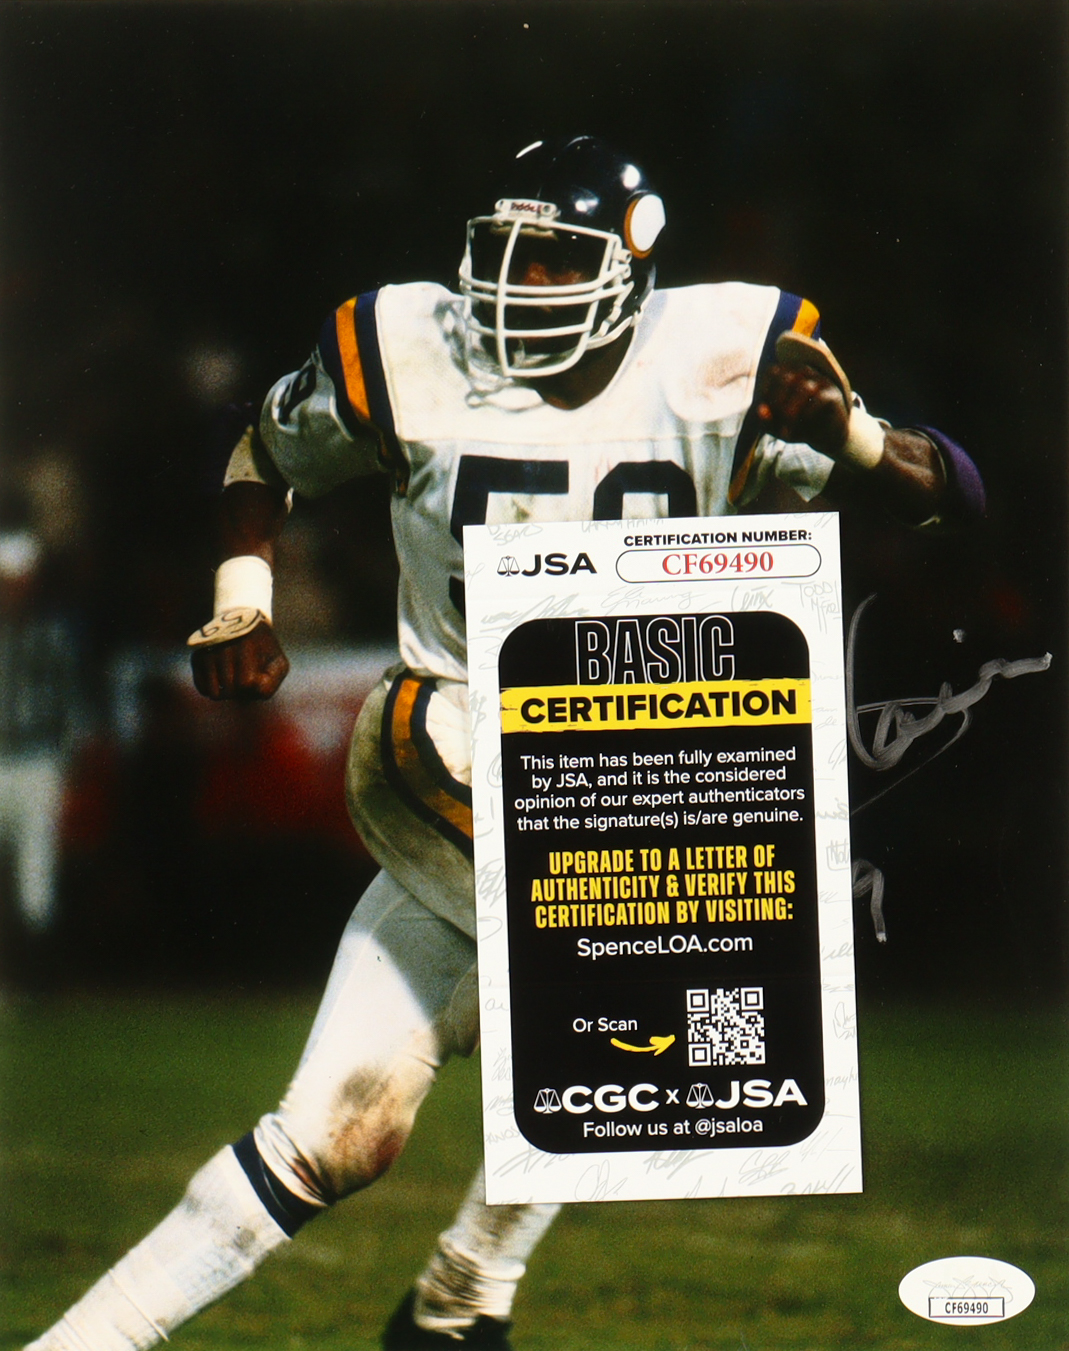 Riddell
59
JSA
CERTIFICATION NUMBER:
CF69490
BASIC
CERTIFICATION
This item has been fully examined
by JSA, and it is the considered
opinion of our expert authenticators
that the signature(s) is/are genuine.
UPGRADE TO A LETTER OF
AUTHENTICITY & VERIFY THIS
CERTIFICATION BY VISITING:
SpenceLOA.com
Or Scan
CGC x JSA
Follow us at @jsaloa
CF69490